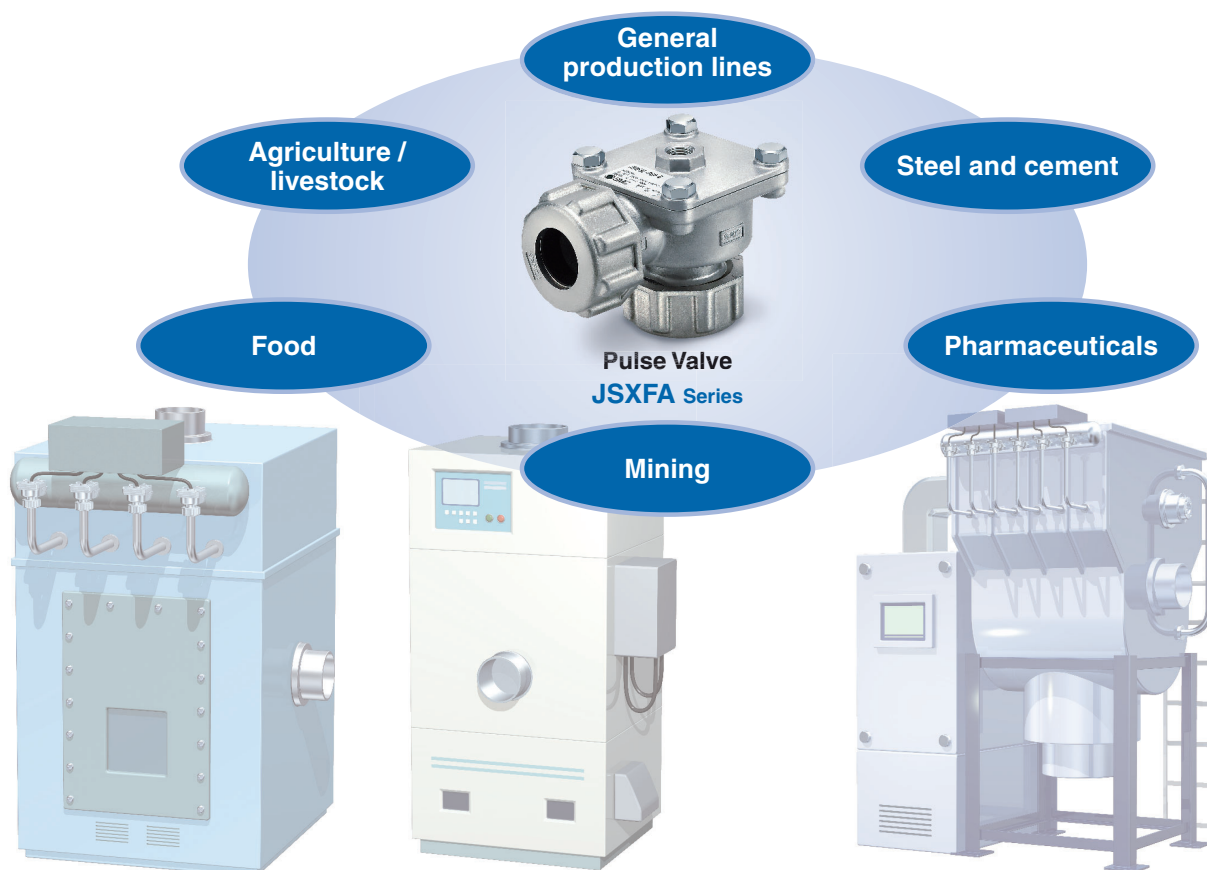 General
production lines
Agriculture /
livestock
Steel and cement
Food
Pharmaceuticals
Pulse Valve
JSXFA Series
Mining